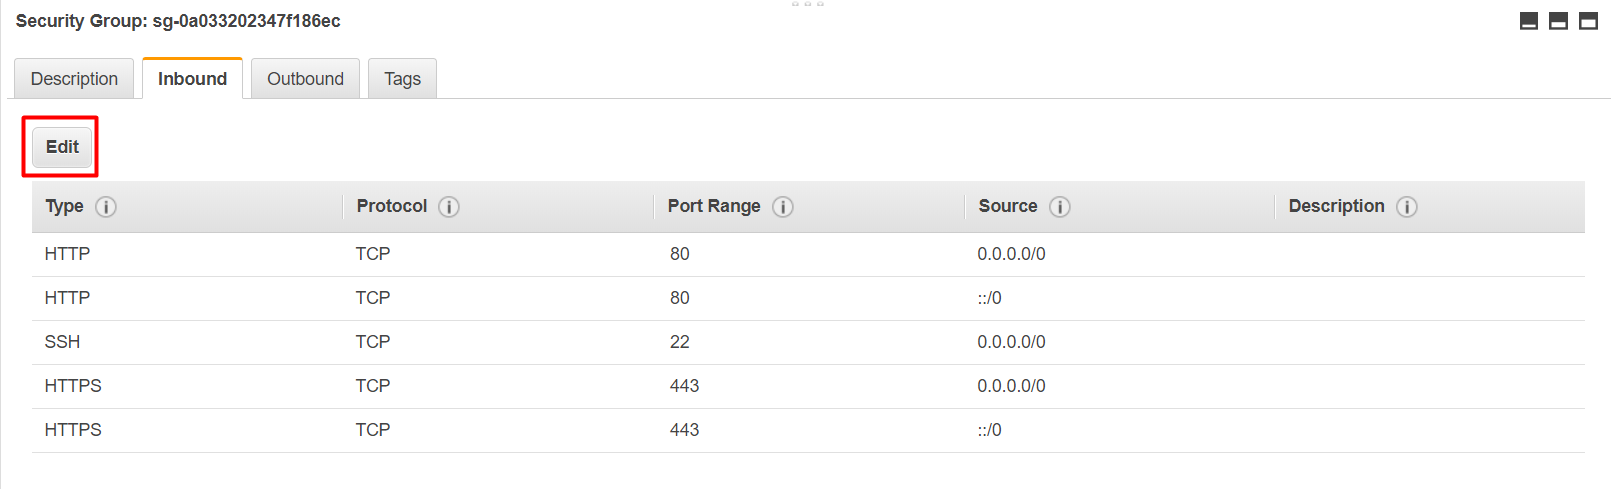 Security Group: sg-0a033202347f186ec
Description Inbound Outbound Tags
Edit
Type Protocol Port Range Source Description
HTTP TCP 80 0.0.0.0/0
HTTP TCP 80 ::/0
SSH TCP 22 0.0.0.0/0
HTTPS TCP 443 0.0.0.0/0
HTTPS TCP 443 ::/0